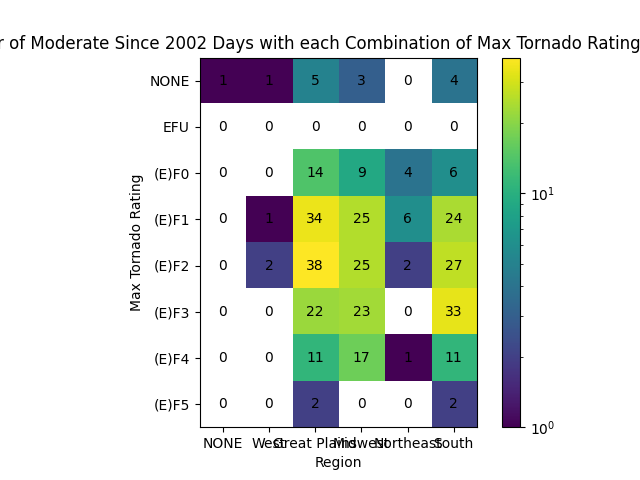 r of Moderate Since 2002 Days with each Combination of Max Tornado Rating
NONE 1 1 5 3 0 4
EFU 0 0 0 0 0 0
(E)F0 0 0 14 9 4 6
(E)F1 0 1 34 25 6 24
(E)F2 0 2 38 25 2 27
(E)F3 0 0 22 23 0 33
(E)F4 0 0 11 17 1 11
(E)F5 0 0 2 0 0 2
NONE West Great Plains Midwest Northeast South
Region
Max Tornado Rating
10^1
10^0